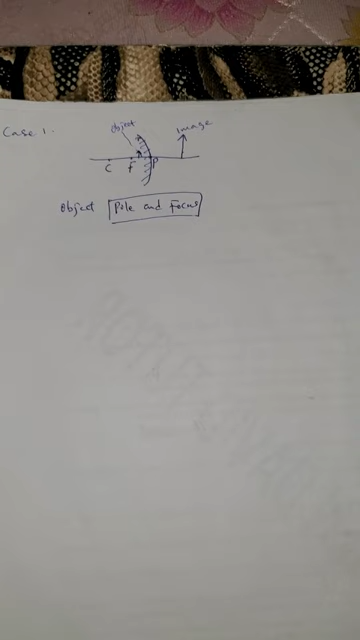 Case 1.
Object
Image
C F P
Object Pole and Focus